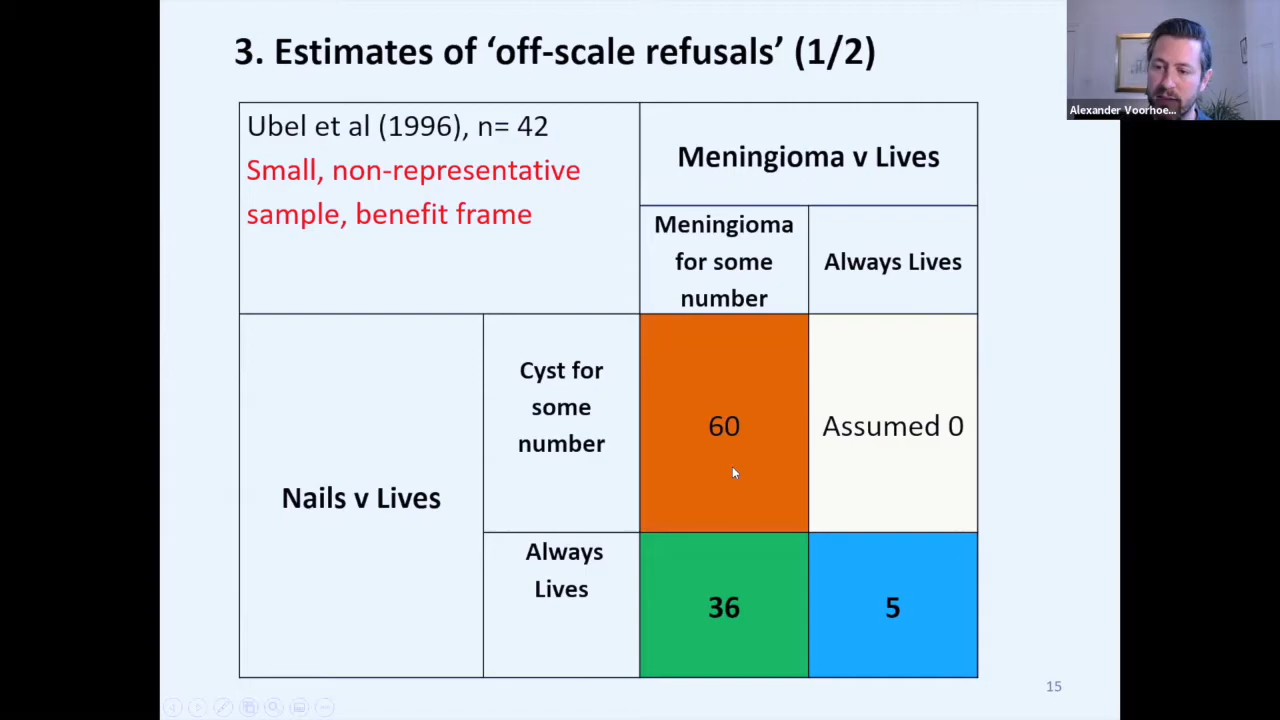 3. Estimates of ‘off-scale refusals’ (1/2)
Alexander Voorhoe...
Ubel et al (1996), n= 42
Small, non-representative
sample, benefit frame
Meningioma v Lives
Meningioma
for some
number
Always Lives
Nails v Lives
Cyst for
some
number
60
Assumed 0
Always
Lives
36
5
15